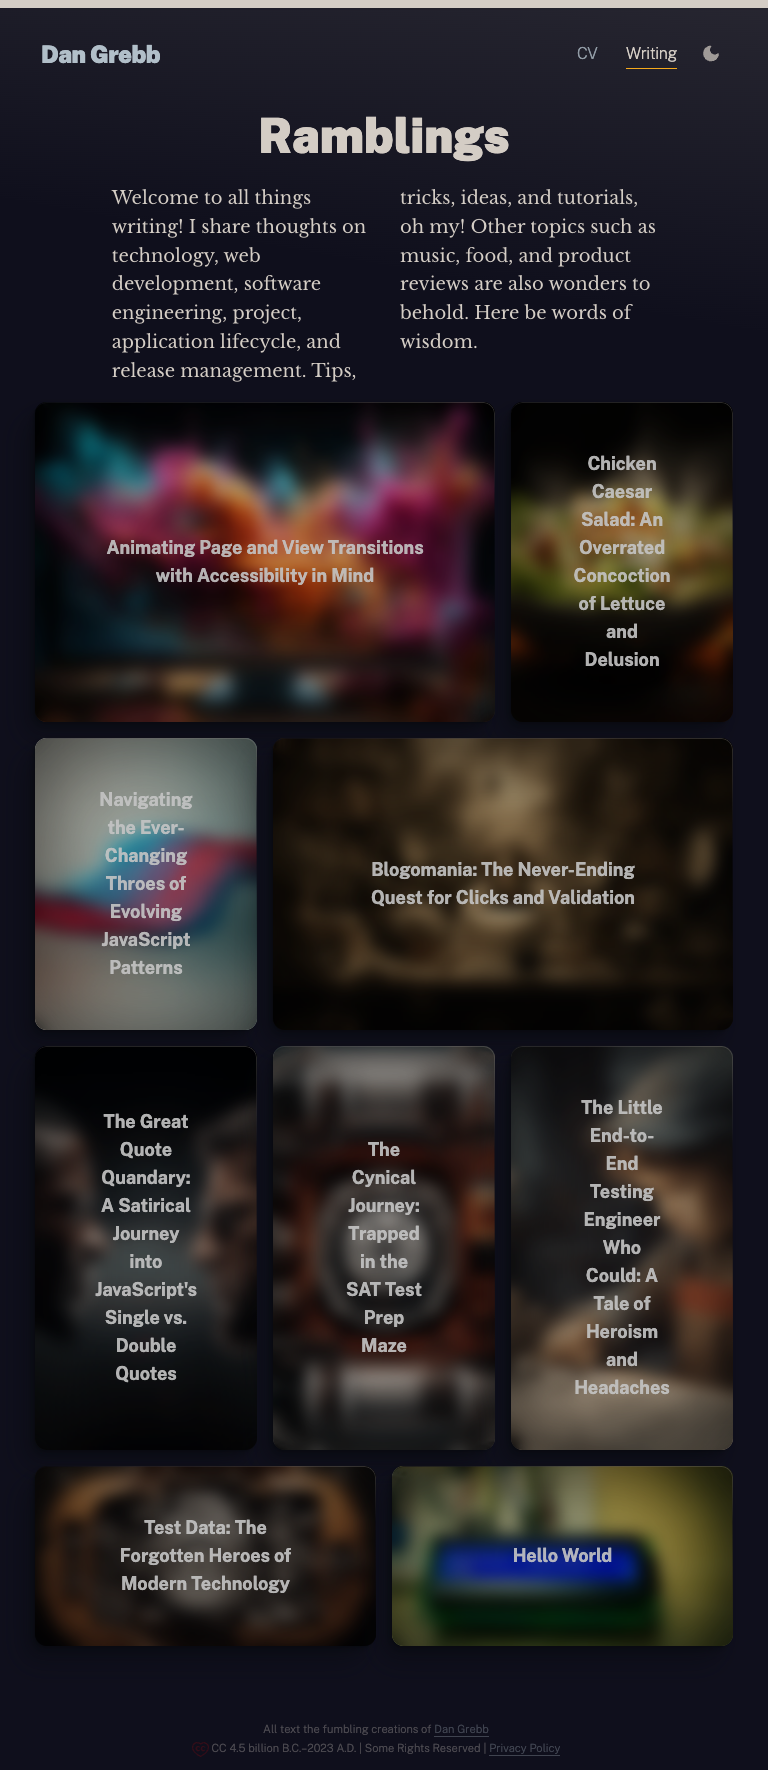 Dan Grebb
CV
Writing
Ramblings
Welcome to all things
writing! I share thoughts on
technology, web
development, software
engineering, project,
application lifecycle, and
release management. Tips,
tricks, ideas, and tutorials,
oh my! Other topics such as
music, food, and product
reviews are also wonders to
behold. Here be words of
wisdom.
Animating Page and View Transitions
with Accessibility in Mind
Chicken
Caesar
Salad: An
Overrated
Concoction
of Lettuce
and
Delusion
Navigating
the Ever-
Changing
Throes of
Evolving
JavaScript
Patterns
Blogomania: The Never-Ending
Quest for Clicks and Validation
The Great
Quote
Quandary:
A Satirical
Journey
into
JavaScript's
Single vs.
Double
Quotes
The
Cynical
Journey:
Trapped
in the
SAT Test
Prep
Maze
The Little
End-to-
End
Testing
Engineer
Who
Could: A
Tale of
Heroism
and
Headaches
Test Data: The
Forgotten Heroes of
Modern Technology
Hello World
All text the fumbling creations of Dan Grebb
CC 4.5 billion B.C.–2023 A.D. | Some Rights Reserved | Privacy Policy